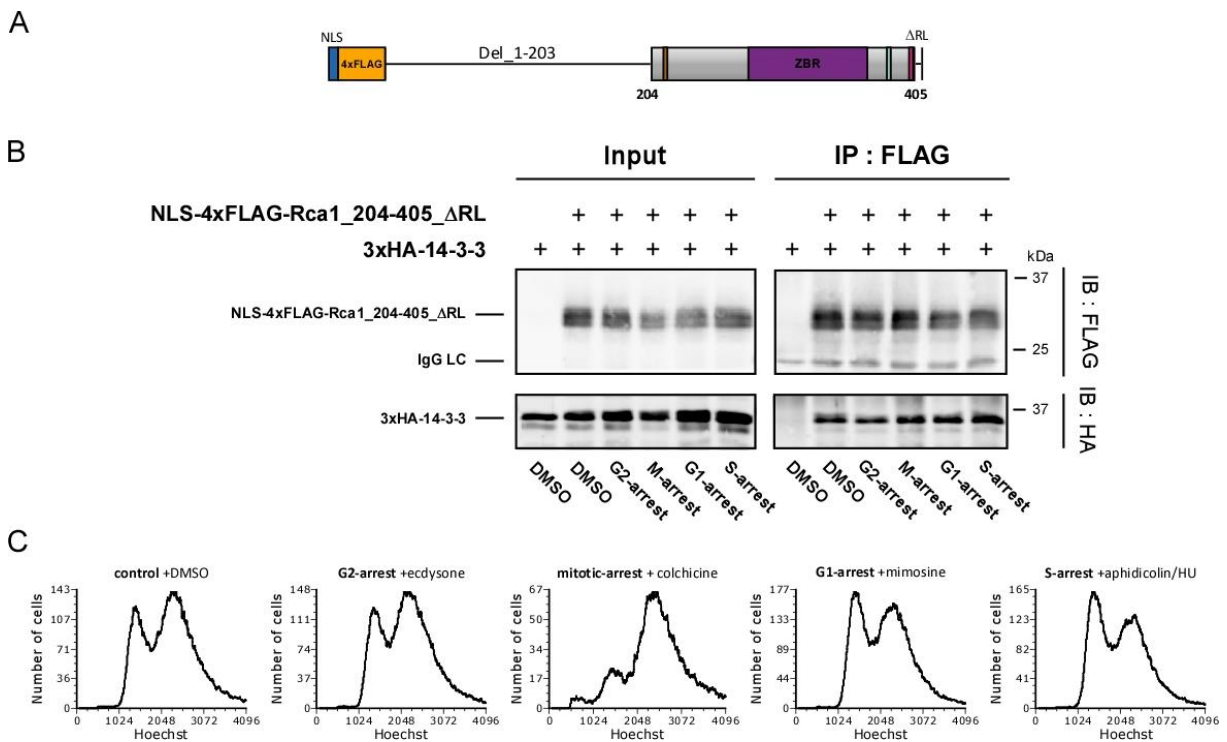 A
NLS
4xFLAG
Del_1-203
ZBR
ΔRL
204
405
B
Input
IP : FLAG
NLS-4xFLAG-Rca1_204-405_ΔRL + + + + + + + + + +
3xHA-14-3-3 + + + + + + + + + + + +
kDa
37
NLS-4xFLAG-Rca1_204-405_ΔRL
IB : FLAG
IgG LC
25
3xHA-14-3-3
37
IB : HA
DMSO DMSO G2-arrest M-arrest G1-arrest S-arrest DMSO DMSO G2-arrest M-arrest G1-arrest S-arrest
C
control +DMSO
Number of cells
143
107
71
36
0
0 1024 2048 3072 4096
Hoechst
G2-arrest +ecdysone
Number of cells
148
111
74
37
0
0 1024 2048 3072 4096
Hoechst
mitotic-arrest + colchicine
Number of cells
67
50
34
17
0
0 1024 2048 3072 4096
Hoechst
G1-arrest +mimosine
Number of cells
177
133
89
44
0
0 1024 2048 3072 4096
Hoechst
S-arrest +aphidicolin/HU
Number of cells
165
123
82
41
0
0 1024 2048 3072 4096
Hoechst